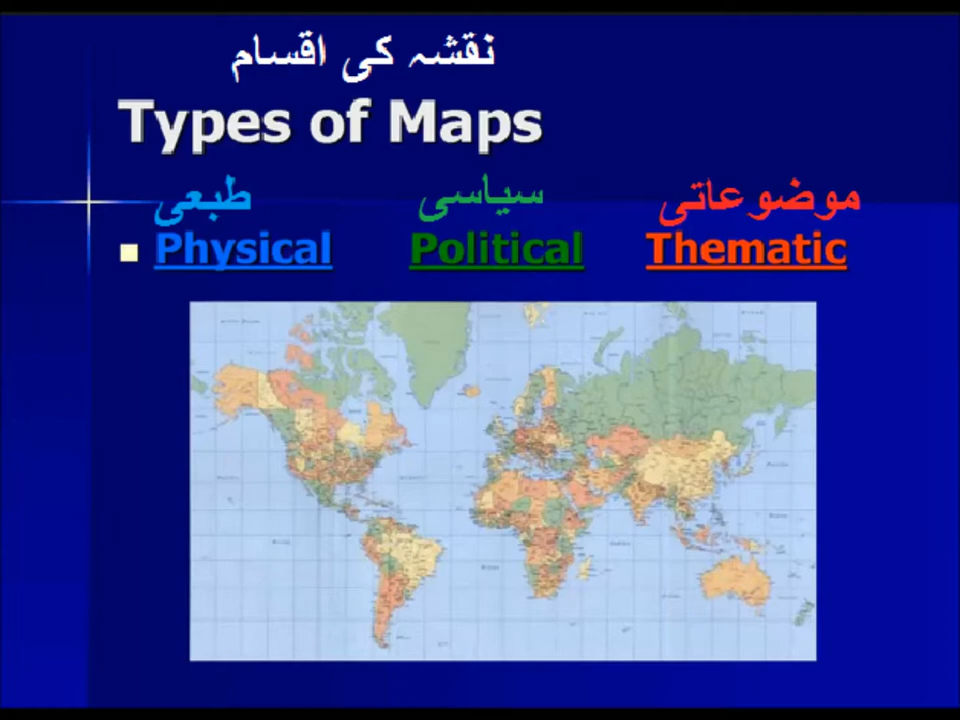 نقشہ کی اقسام
Types of Maps
طبعی سیاسی موضوعاتی
Physical Political Thematic